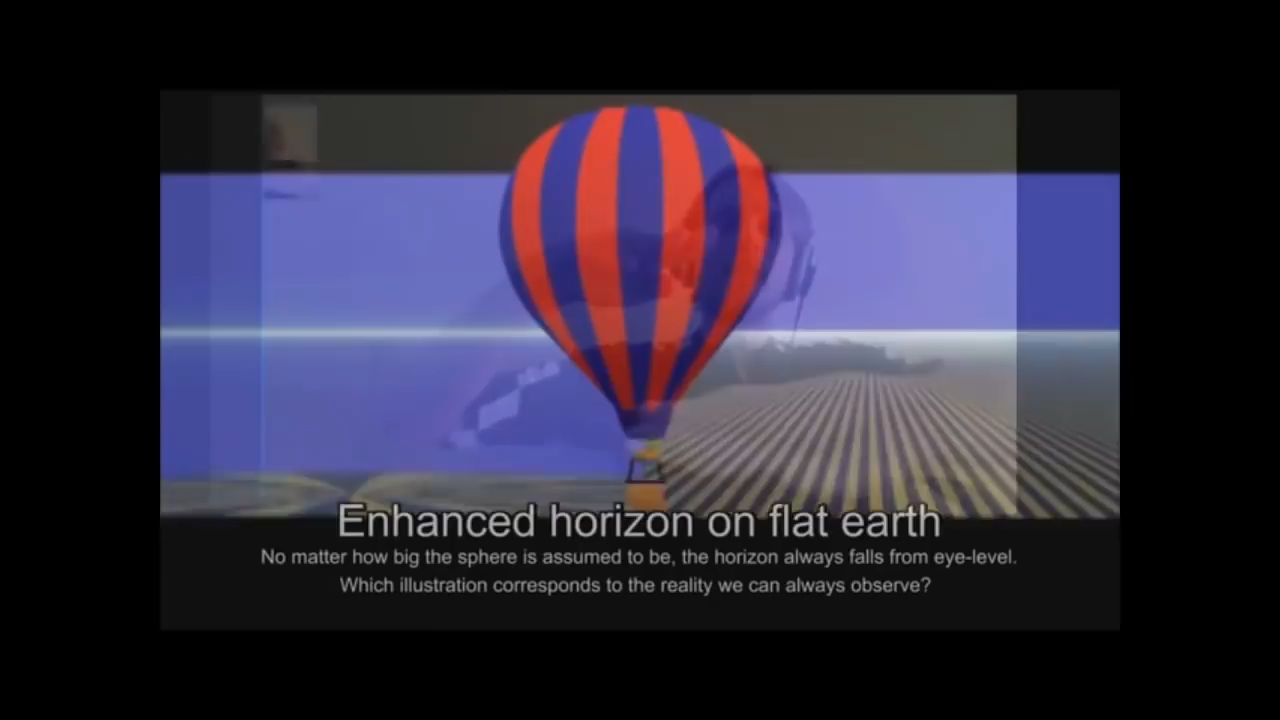 Enhanced horizon on flat earth
No matter how big the sphere is assumed to be, the horizon always falls from eye-level.
Which illustration corresponds to the reality we can always observe?